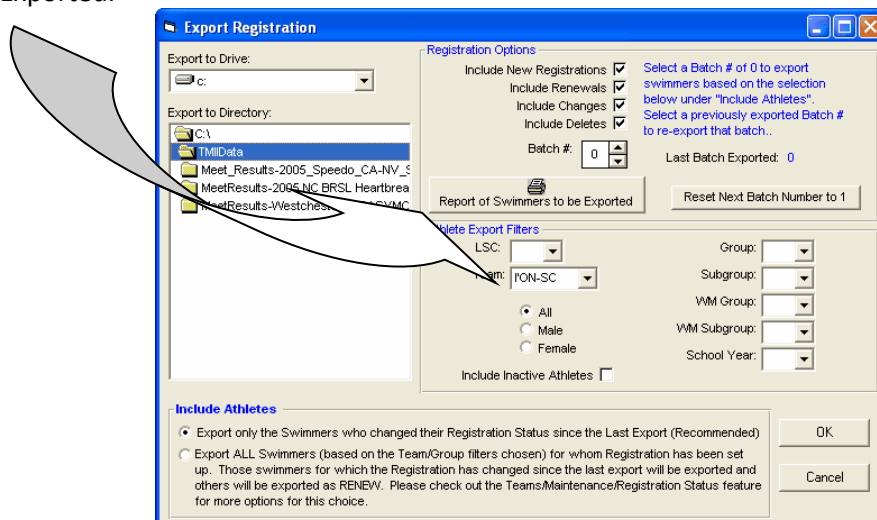 Exported.
Export Registration
Export to Drive:
c:
Export to Directory:
C:\
TMIIData
Meet_Results-2005_Speedo_CA-NV_S
MeetResults-2005 NC BRSL Heartbrea
Registration Options
Include New Registrations
Include Renewals
Include Changes
Include Deletes
Batch #: 0
Select a Batch # of 0 to export
swimmers based on the selection
below under "Include Athletes".
Select a previously exported Batch #
to re-export that batch..
Last Batch Exported: 0
Report of Swimmers to be Exported
Reset Next Batch Number to 1
Export Filters
LSC:
All
Male
Female
Include Inactive Athletes
Group:
Subgroup:
WM Group:
WM Subgroup:
School Year:
Include Athletes
Export only the Swimmers who changed their Registration Status since the Last Export (Recommended)
Export ALL Swimmers (based on the Team/Group filters chosen) for whom Registration has been set
up. Those swimmers for which the Registration has changed since the last export will be exported and
others will be exported as RENEW. Please check out the Teams/Maintenance/Registration Status feature
for more options for this choice.
OK
Cancel